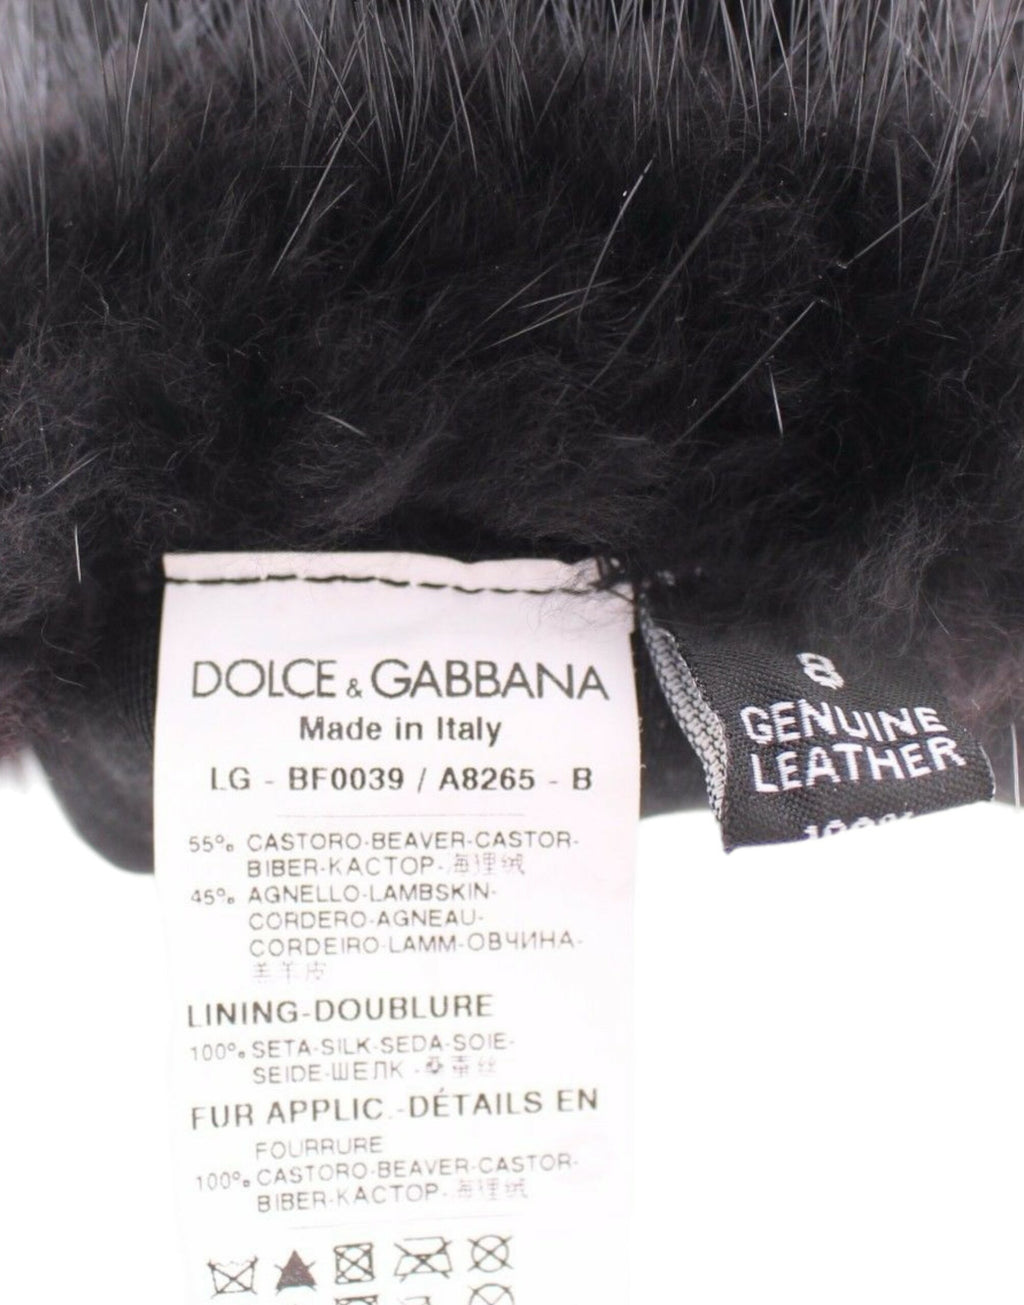 DOLCE & GABBANA
Made in Italy
LG - BF0039 / A8265 - B
55% CASTORO-BEAVER-CASTOR-
BIBER-КАСТОР-海狸绒
45% AGNELLO-LAMBSKIN-
CORDERO-AGNEAU-
CORDEIRO-LAMM-ОВЧИНА-
羊皮
LINING-DOUBLURE
100% SETA-SILK-SEDA-SOIE-
SEIDE-ШЕЛК-桑蚕丝
FUR APPLIC.-DÉTAILS EN
FOURRURE
100% CASTORO-BEAVER-CASTOR-
BIBER-КАСТОР-海狸绒
8
GENUINE
LEATHER